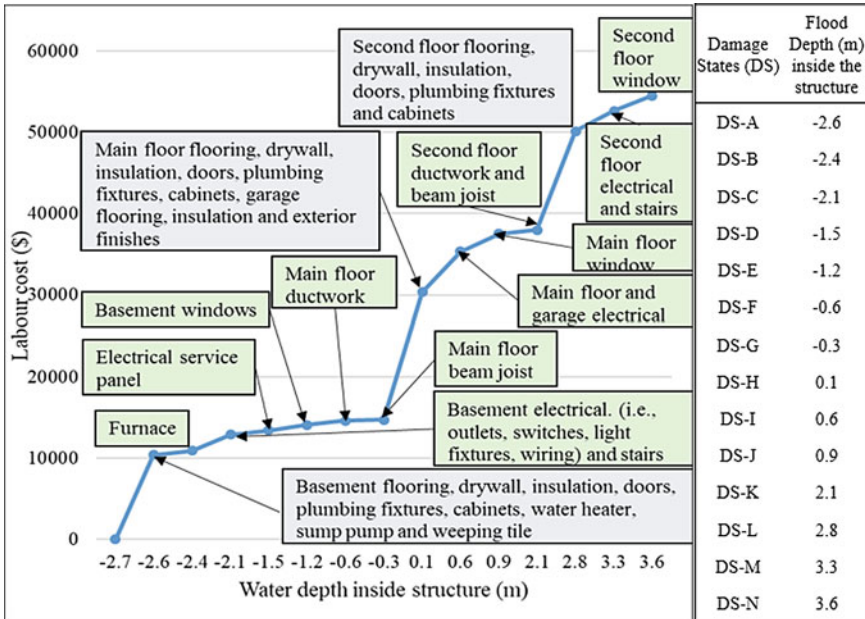 60000
50000
40000
30000
20000
10000
0
Labour cost ($)
Second floor flooring,
drywall, insulation,
doors, plumbing fixtures
and cabinets
Second
floor
window
Main floor flooring, drywall,
insulation, doors, plumbing
fixtures, cabinets, garage
flooring, insulation and exterior
finishes
Second floor
ductwork and
beam joist
Second
floor
electrical
and stairs
Main floor
ductwork
Main floor
window
Basement windows
Main floor and
garage electrical
Electrical service
panel
Main floor
beam joist
Furnace
Basement electrical. (i.e.,
outlets, switches, light
fixtures, wiring) and stairs
Basement flooring, drywall, insulation, doors,
plumbing fixtures, cabinets, water heater,
sump pump and weeping tile
-2.7 -2.6 -2.4 -2.1 -1.5 -1.2 -0.6 -0.3 0.1 0.6 0.9 2.1 2.8 3.3 3.6
Water depth inside structure (m)
Damage
States (DS)
Flood
Depth (m)
inside the
structure
DS-A -2.6
DS-B -2.4
DS-C -2.1
DS-D -1.5
DS-E -1.2
DS-F -0.6
DS-G -0.3
DS-H 0.1
DS-I 0.6
DS-J 0.9
DS-K 2.1
DS-L 2.8
DS-M 3.3
DS-N 3.6